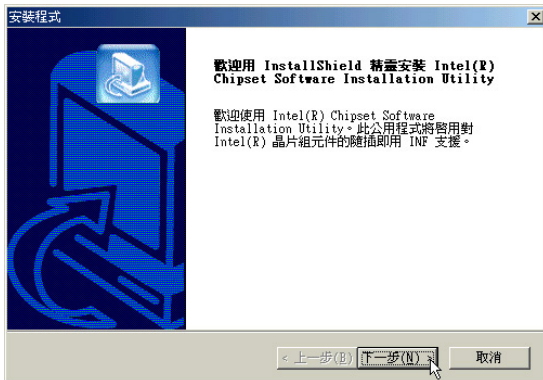 安裝程式
歡迎用 InstallShield 精靈安裝 Intel(R)
Chipset Software Installation Utility
歡迎使用 Intel(R) Chipset Software
Installation Utility。此公用程式將啓用對
Intel(R) 晶片組元件的隨插即用 INF 支援。
< 上一步(B) 下一步(N) > 取消